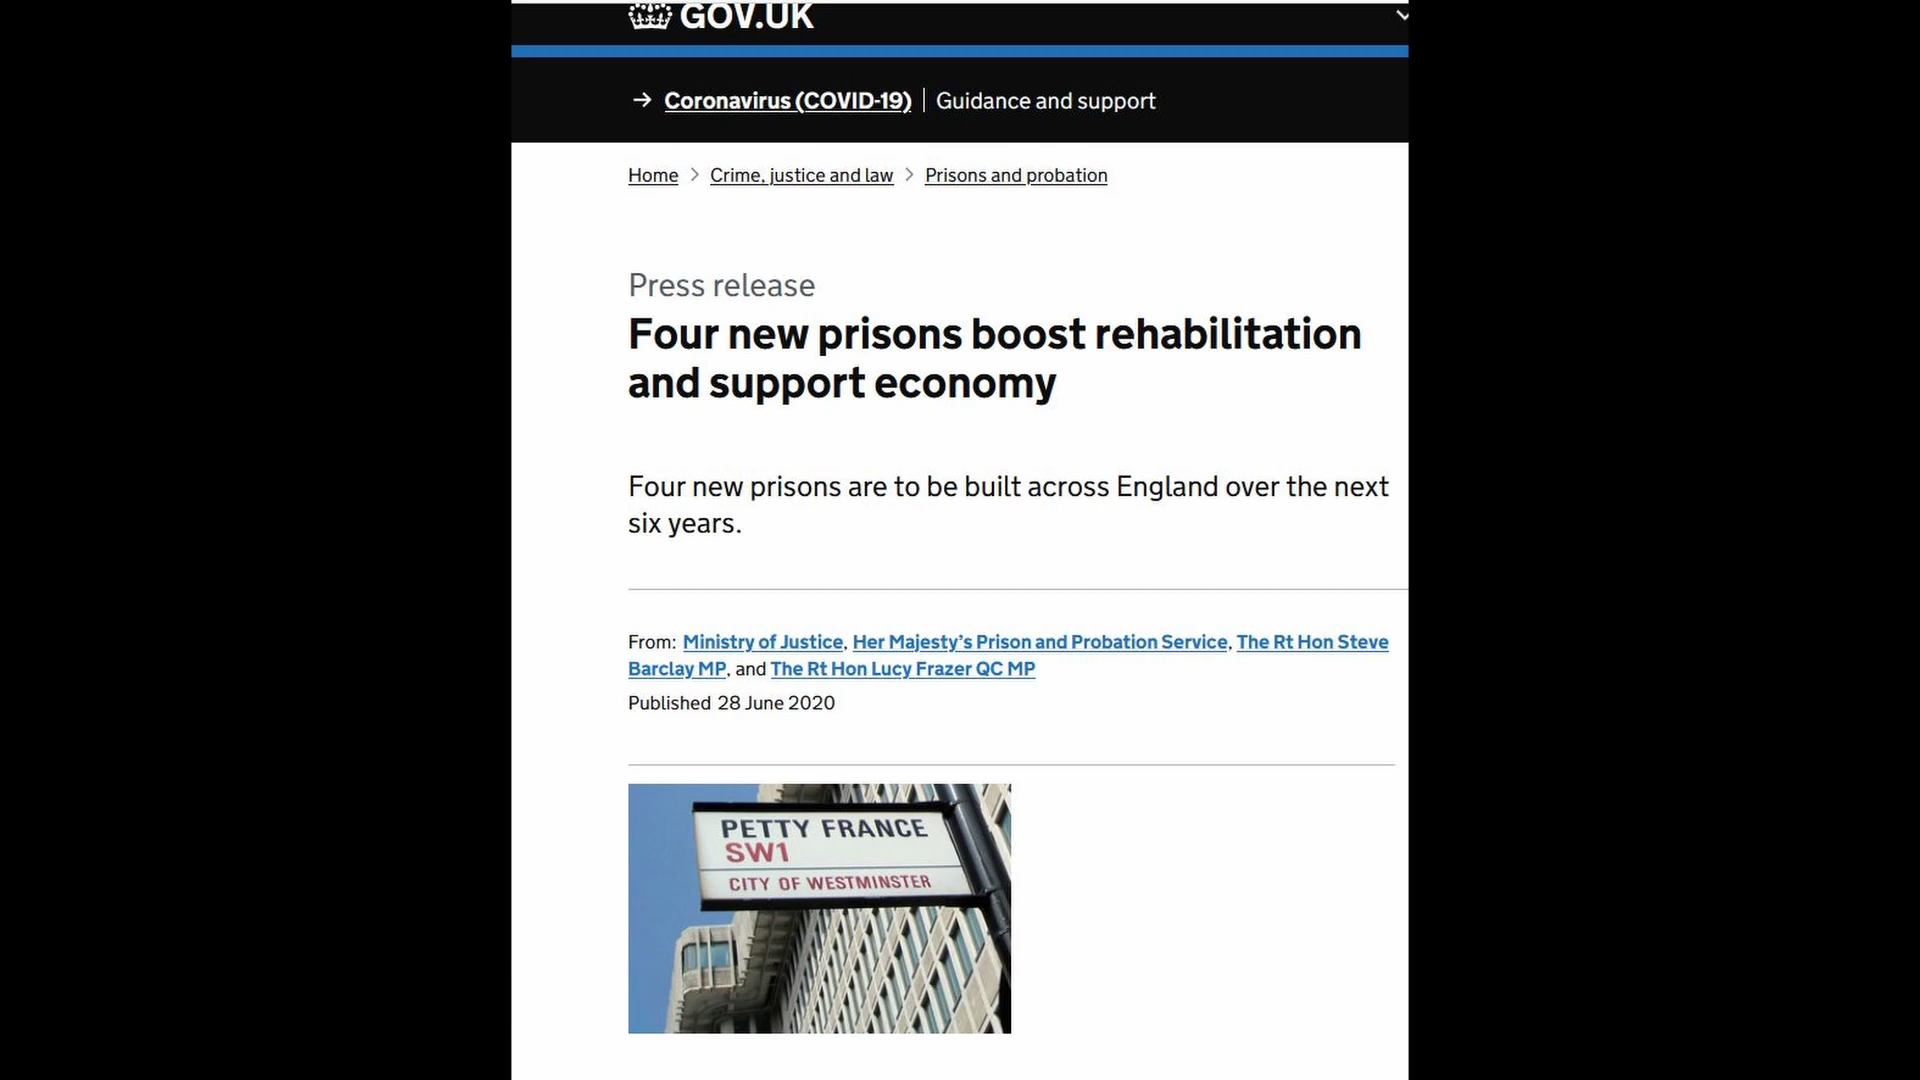 GOV.UK
→ Coronavirus (COVID-19) | Guidance and support
Home > Crime, justice and law > Prisons and probation
Press release
Four new prisons boost rehabilitation
and support economy
Four new prisons are to be built across England over the next
six years.
From: Ministry of Justice, Her Majesty’s Prison and Probation Service, The Rt Hon Steve
Barclay MP, and The Rt Hon Lucy Frazer QC MP
Published 28 June 2020
PETTY FRANCE
SW1
CITY OF WESTMINSTER